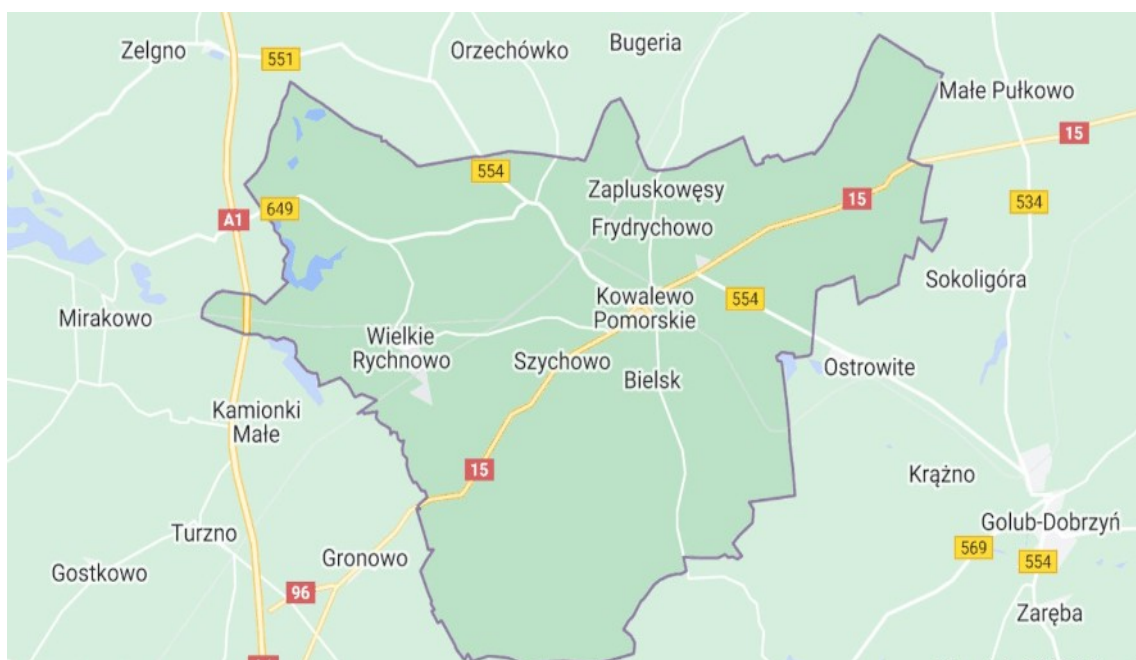 Zelgno
551
Orzechówko
Bugeria
Małe Pułkowo
15
554
Zapluskowęsy
15
534
A1
649
Frydrychowo
Sokoligóra
Mirakowo
Kowalewo
Pomorskie
554
Wielkie
Rychnowo
Szychowo
Bielsk
Ostrowite
Kamionki
Małe
15
Krążno
Turzno
Gronowo
Golub-Dobrzyń
569
554
Gostkowo
96
Zaręba